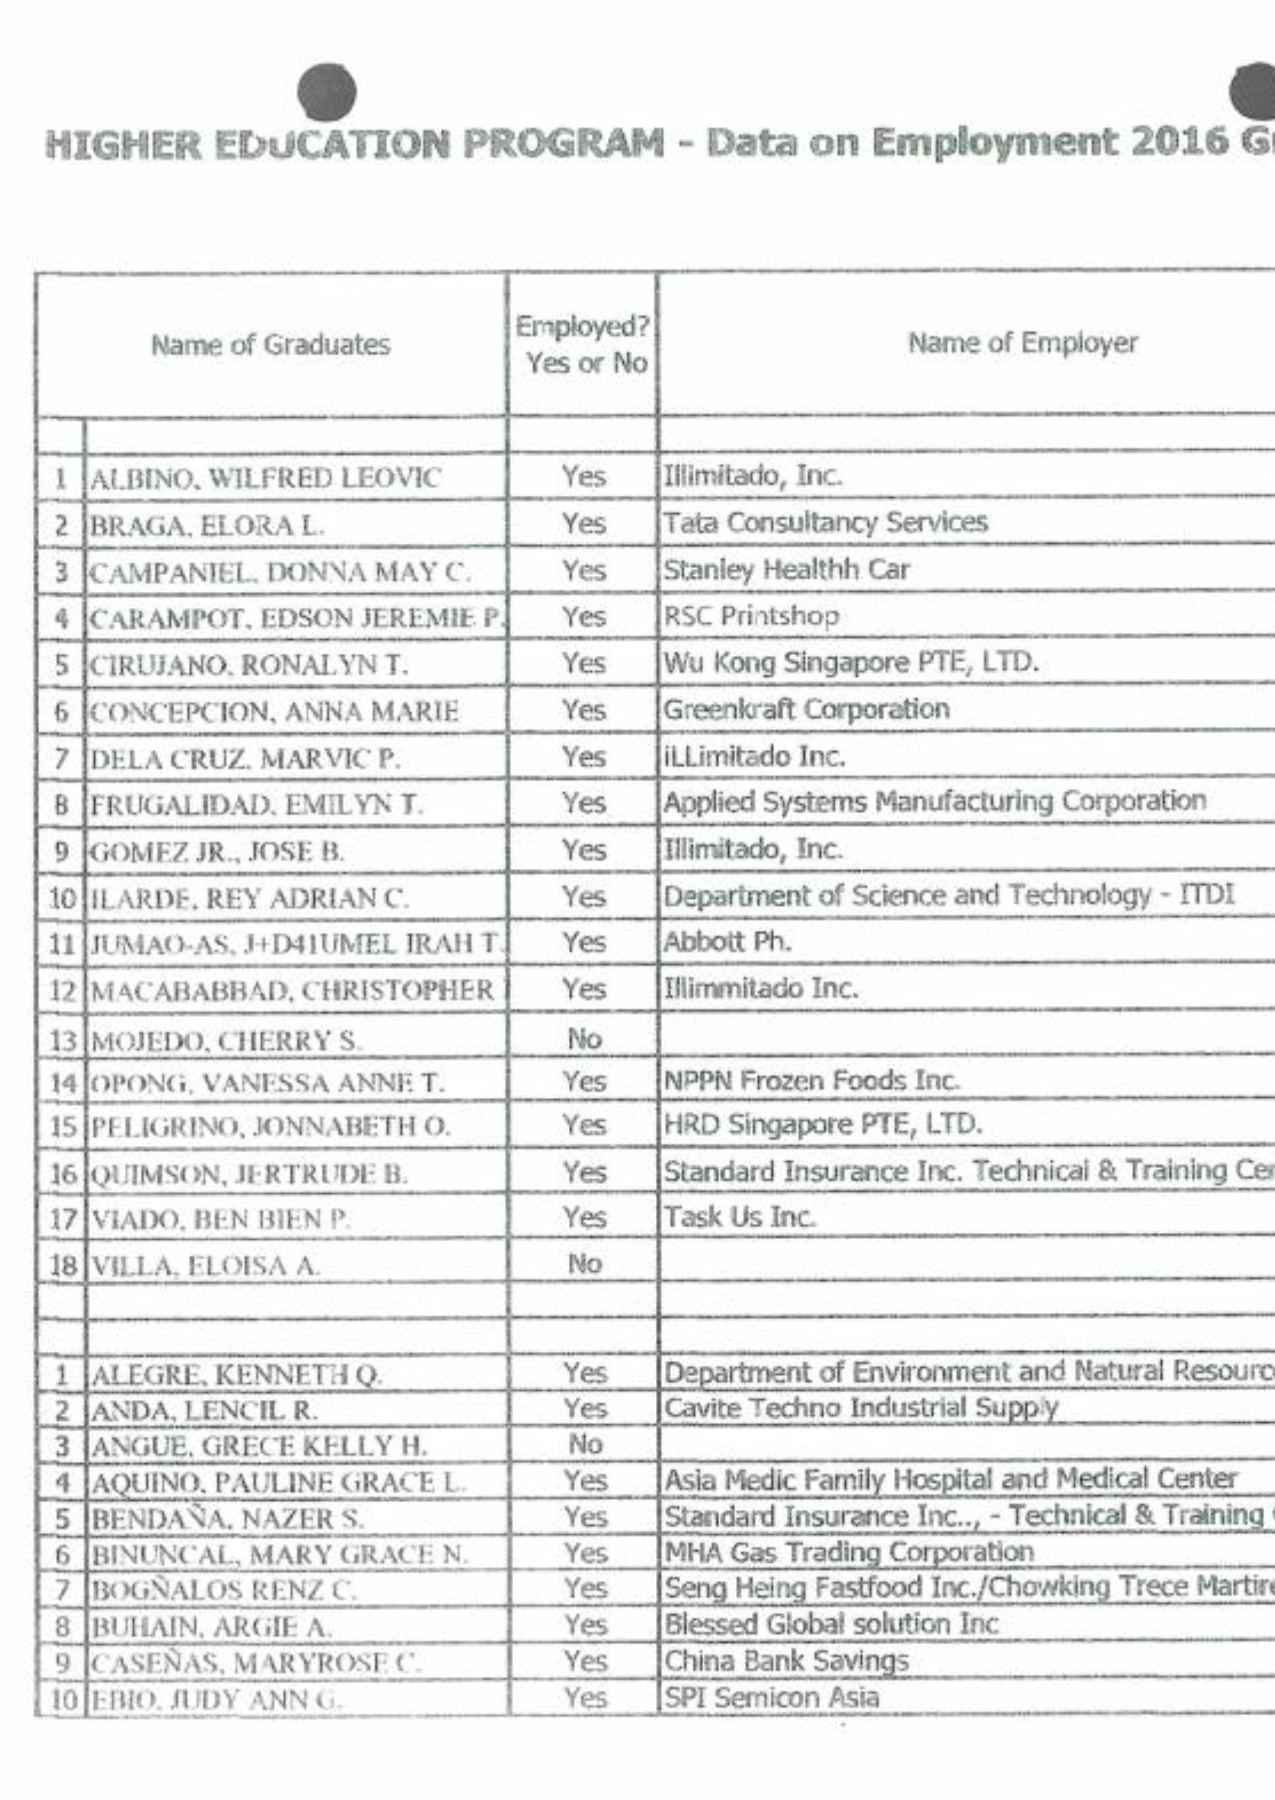 HIGHER EDUCATION PROGRAM - Data on Employment 2016
Name of Graduates Employed? Yes or No Name of Employer
1 ALBINO, WILFRED LEOVIC Yes Illimitado, Inc.
2 BRAGA, ELORA L. Yes Tata Consultancy Services
3 CAMPANIEL, DONNA MAY C. Yes Stanley Healthh Car
4 CARAMPOT, EDSON JEREMIE P. Yes RSC Printshop
5 CIRUJANO, RONALYN T. Yes Wu Kong Singapore PTE, LTD.
6 CONCEPCION, ANNA MARIE Yes Greenkraft Corporation
7 DELA CRUZ, MARVIC P. Yes iLLimitado Inc.
8 FRUGALIDAD, EMILYN T. Yes Applied Systems Manufacturing Corporation
9 GOMEZ JR., JOSE B. Yes Illimitado, Inc.
10 ILARDE, REY ADRIAN C. Yes Department of Science and Technology - ITDI
11 JUMAO-AS, J+D41UMEL IRAH T. Yes Abbott Ph.
12 MACABABBAD, CHRISTOPHER Yes Illimmitado Inc.
13 MOJEDO, CHERRY S. No
14 OPONG, VANESSA ANNE T. Yes NPPN Frozen Foods Inc.
15 PELIGRINO, JONNABETH O. Yes HRD Singapore PTE, LTD.
16 QUIMSON, JERTRUDE B. Yes Standard Insurance Inc. Technical & Training Cen
17 VIADO, BEN BIEN P. Yes Task Us Inc.
18 VILLA, ELOISA A. No
1 ALEGRE, KENNETH Q. Yes Department of Environment and Natural Resourc
2 ANDA, LENCIL R. Yes Cavite Techno Industrial Supply
3 ANGUE, GRECE KELLY H. No
4 AQUINO, PAULINE GRACE L. Yes Asia Medic Family Hospital and Medical Center
5 BENDAÑA, NAZER S. Yes Standard Insurance Inc.., - Technical & Training
6 BINUNCAL, MARY GRACE N. Yes MHA Gas Trading Corporation
7 BOGÑALOS RENZ C. Yes Seng Heing Fastfood Inc./Chowking Trece Martire
8 BUHAIN, ARGIE A. Yes Blessed Global solution Inc
9 CASEÑAS, MARYROSE C. Yes China Bank Savings
10 EBIO, JUDY ANN G. Yes SPI Semicon Asia